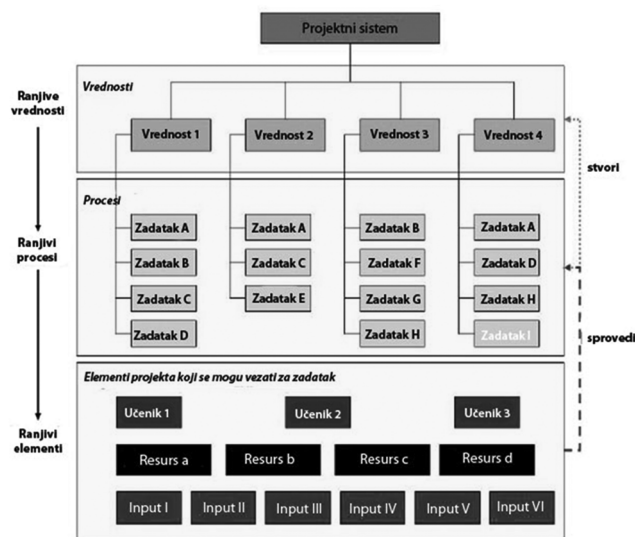 Projektni sistem
Vrednosti
Ranjive
vrednosti
Vrednost 1
Vrednost 2
Vrednost 3
Vrednost 4
stvori
Procesi
Ranjivi
procesi
Zadatak A
Zadatak A
Zadatak B
Zadatak A
Zadatak B
Zadatak C
Zadatak F
Zadatak D
Zadatak C
Zadatak E
Zadatak G
Zadatak H
Zadatak D
Zadatak H
Zadatak I
sprovedi
Elementi projekta koji se mogu vezati za zadatak
Ranjivi
elementi
Učenik 1
Učenik 2
Učenik 3
Resurs a
Resurs b
Resurs c
Resurs d
Input I
Input II
Input III
Input IV
Input V
Input VI